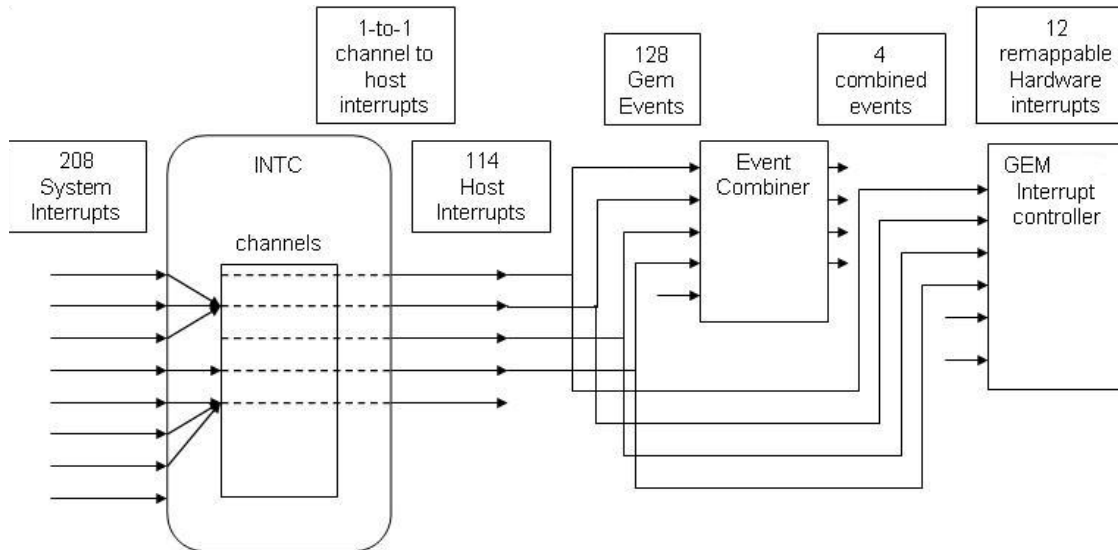 1-to-1
channel to
host
interrupts
128
Gem
Events
4
combined
events
12
remappable
Hardware
interrupts
208
System
Interrupts
INTC
114
Host
Interrupts
Event
Combiner
GEM
Interrupt
controller
channels